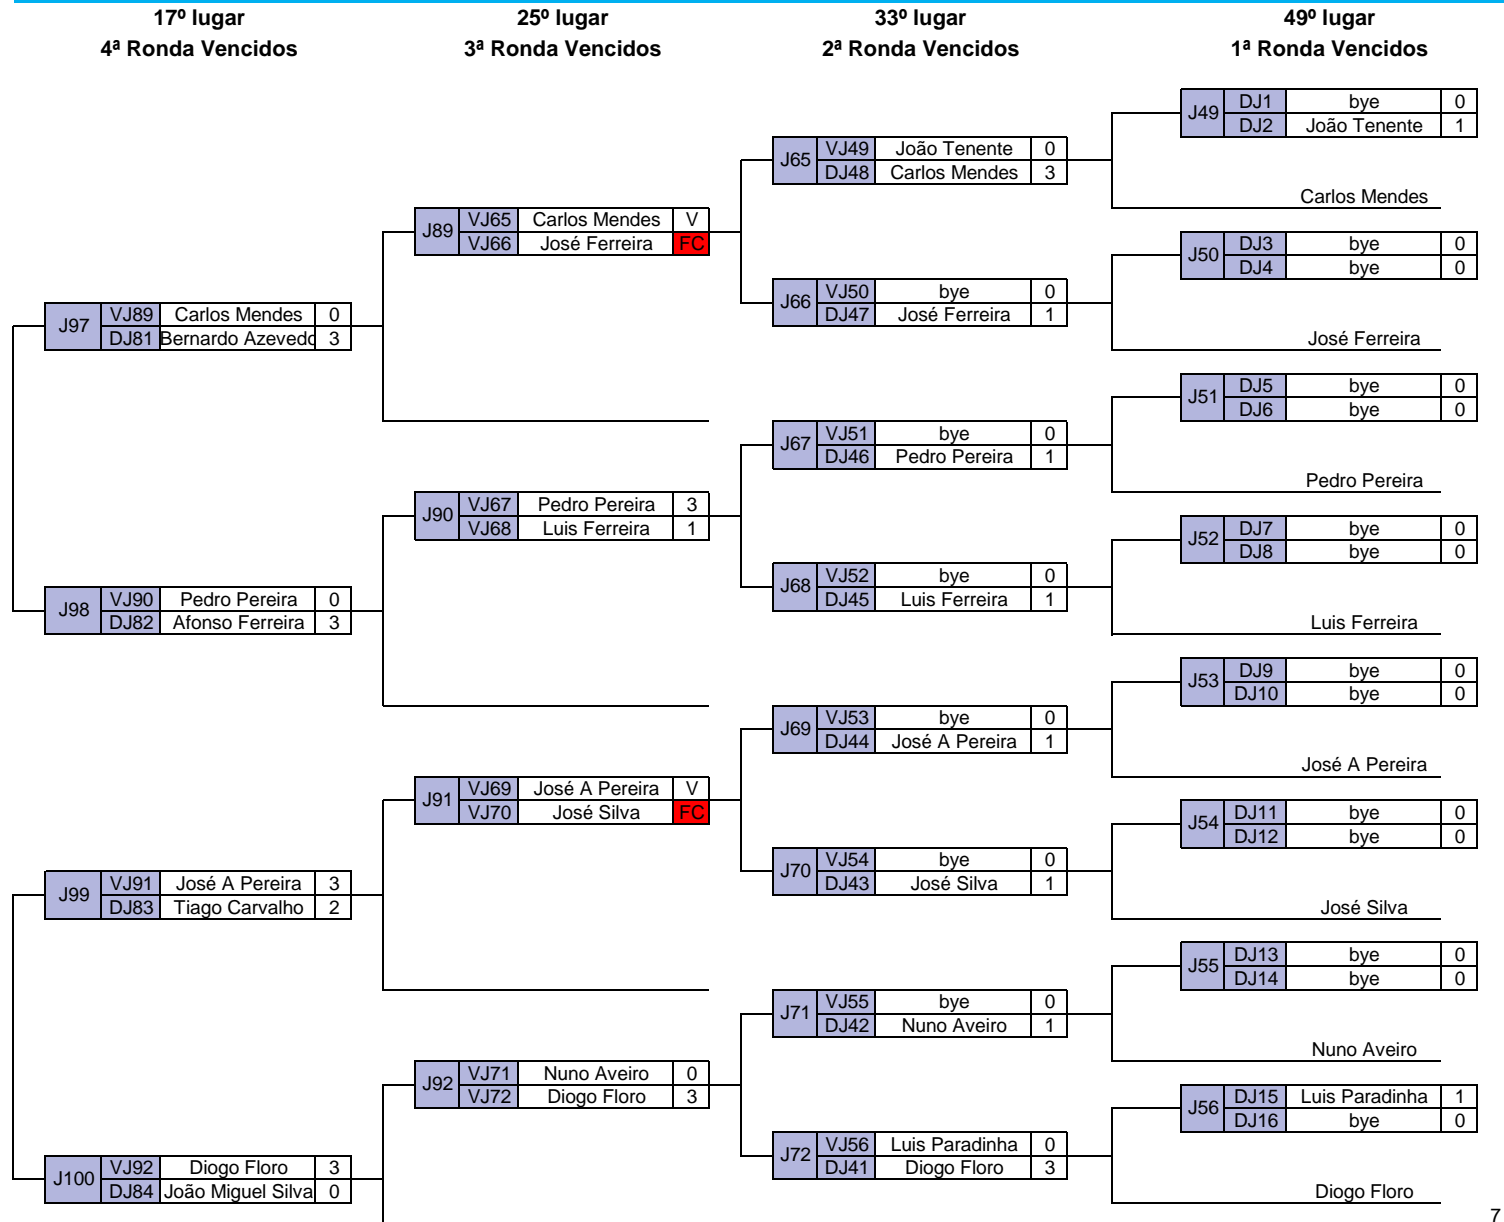 17º lugar 25º lugar 33º lugar 49º lugar
4ª Ronda Vencidos 3ª Ronda Vencidos 2ª Ronda Vencidos 1ª Ronda Vencidos
J49 DJ1 bye 0
DJ2 João Tenente 1
J65 VJ49 João Tenente 0
DJ48 Carlos Mendes 3
Carlos Mendes
J89 VJ65 Carlos Mendes V
VJ66 José Ferreira FC
J50 DJ3 bye 0
DJ4 bye 0
J66 VJ50 bye 0
DJ47 José Ferreira 1
J97 VJ89 Carlos Mendes 0
DJ81 Bernardo Azevedo 3
José Ferreira
J51 DJ5 bye 0
DJ6 bye 0
J67 VJ51 bye 0
DJ46 Pedro Pereira 1
Pedro Pereira
J90 VJ67 Pedro Pereira 3
VJ68 Luis Ferreira 1
J52 DJ7 bye 0
DJ8 bye 0
J68 VJ52 bye 0
DJ45 Luis Ferreira 1
J98 VJ90 Pedro Pereira 0
DJ82 Afonso Ferreira 3
Luis Ferreira
J53 DJ9 bye 0
DJ10 bye 0
J69 VJ53 bye 0
DJ44 José A Pereira 1
José A Pereira
J91 VJ69 José A Pereira V
VJ70 José Silva FC
J54 DJ11 bye 0
DJ12 bye 0
J70 VJ54 bye 0
DJ43 José Silva 1
J99 VJ91 José A Pereira 3
DJ83 Tiago Carvalho 2
José Silva
J55 DJ13 bye 0
DJ14 bye 0
J71 VJ55 bye 0
DJ42 Nuno Aveiro 1
Nuno Aveiro
J92 VJ71 Nuno Aveiro 0
VJ72 Diogo Floro 3
J56 DJ15 Luis Paradinha 1
DJ16 bye 0
J72 VJ56 Luis Paradinha 0
DJ41 Diogo Floro 3
J100 VJ92 Diogo Floro 3
DJ84 João Miguel Silva 0
Diogo Floro
7